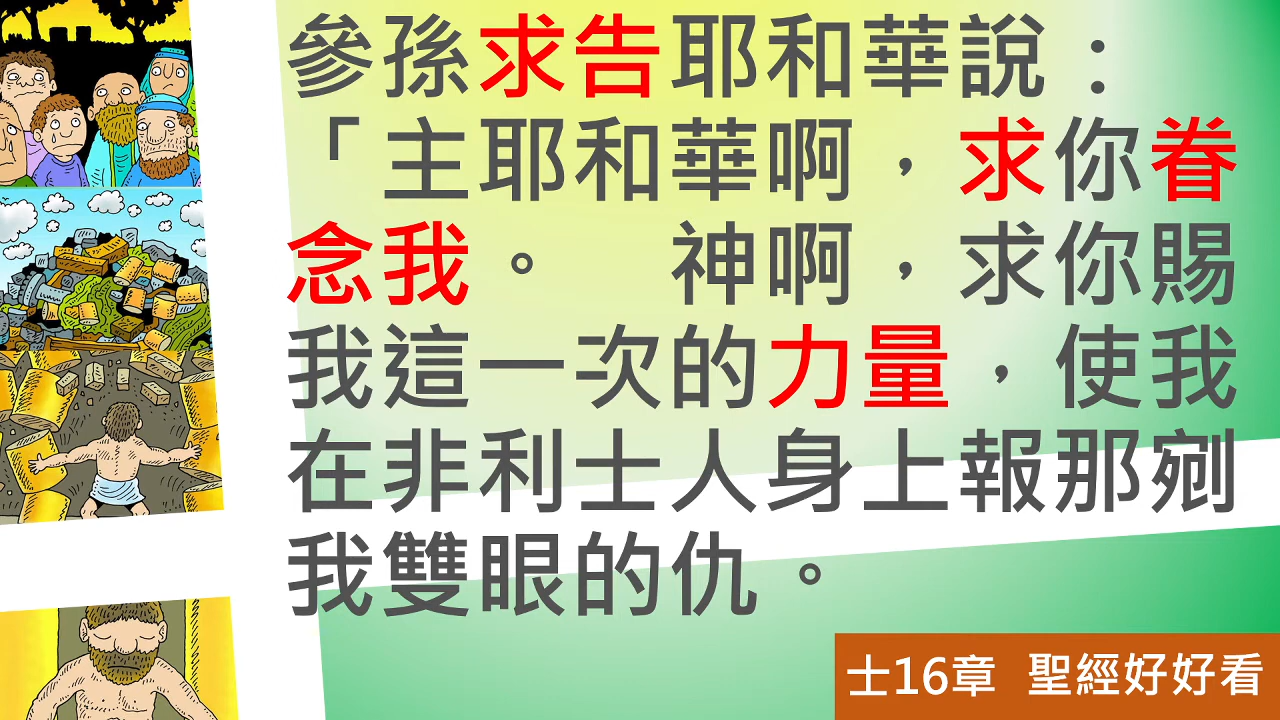 參孫求告耶和華說：
「主耶和華啊，求你眷
念我。　神啊，求你賜
我這一次的力量，使我
在非利士人身上報那剜
我雙眼的仇。
士16章 聖經好好看